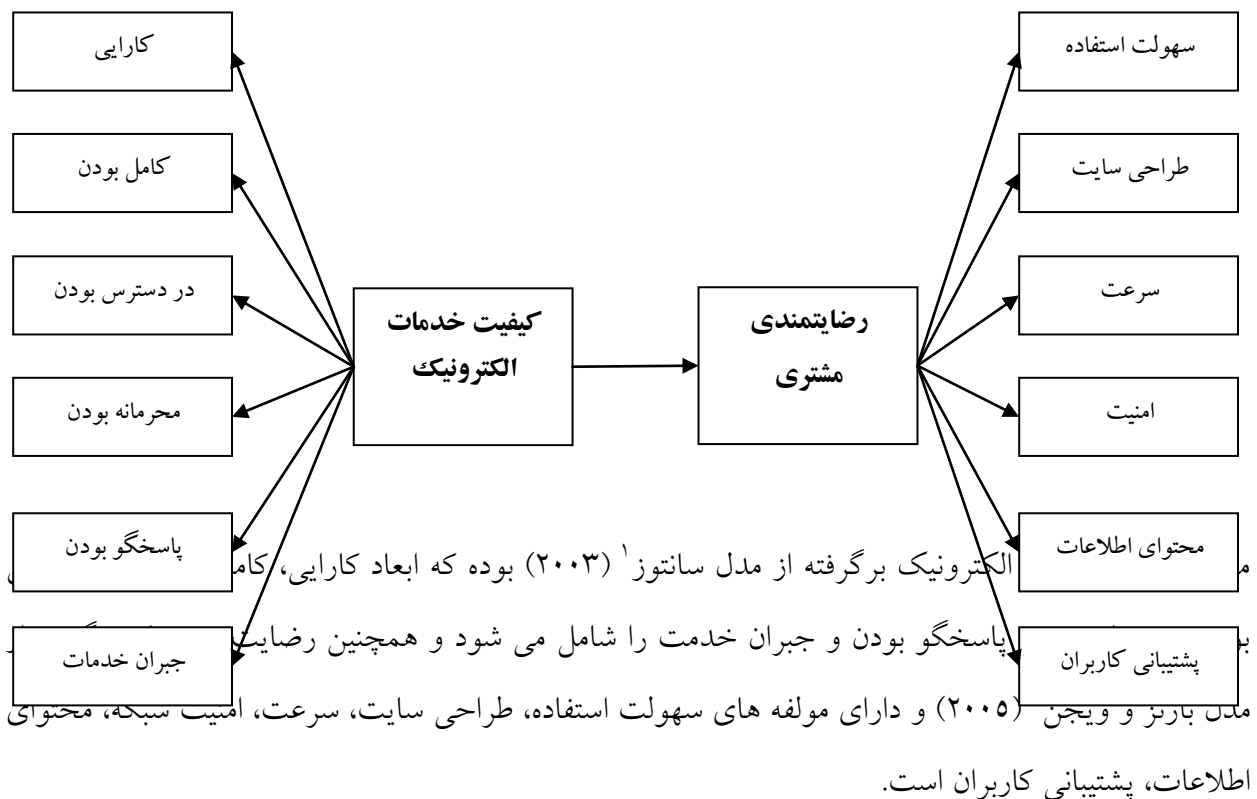 سهولت استفاده
کارایی
طراحی سایت
کامل بودن
سرعت
در دسترس بودن
رضایتمندی
مشتری
کیفیت خدمات
الکترونیک
امنیت
محرمانه بودن
محتوای اطلاعات
پاسخگو بودن
پشتیبانی کاربران
جبران خدمات
الکترونیک برگرفته از مدل سانتوز۱ (۲۰۰۳) بوده که ابعاد کارایی،
پاسخگو بودن و جبران خدمت را شامل می شود و همچنین
مدل بارنز و ویجن (۲۰۰۵) و دارای مولفه های سهولت استفاده، طراحی سایت، سرعت، امنیت شبکه، محتوای
اطلاعات، پشتیبانی کاربران است.